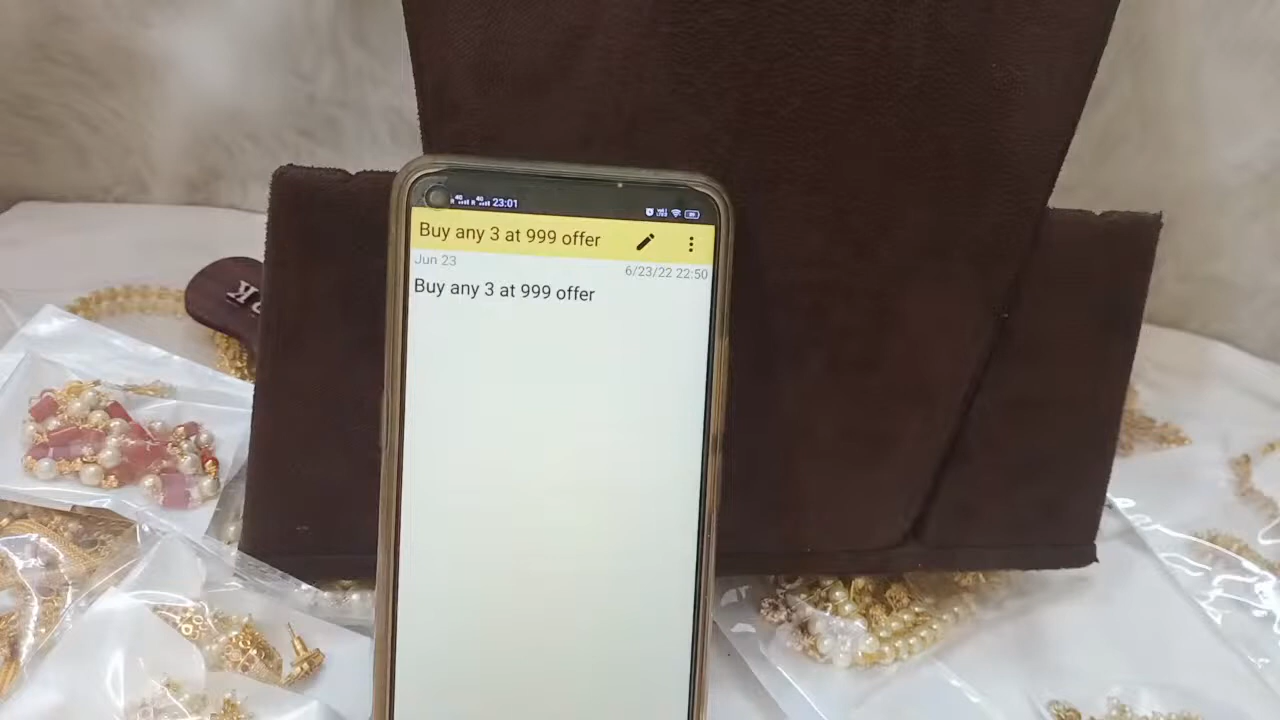 23:01
Buy any 3 at 999 offer
Jun 23
6/23/22 22:50
Buy any 3 at 999 offer